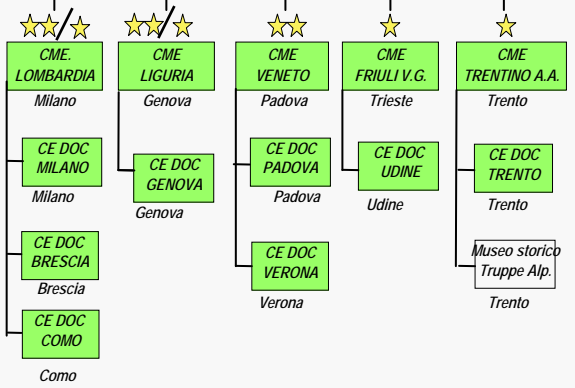 CME.
LOMBARDIA
Milano
CE DOC
MILANO
Milano
CE DOC
BRESCIA
Brescia
CE DOC
COMO
Como
CME
LIGURIA
Genova
CE DOC
GENOVA
Genova
CME
VENETO
Padova
CE DOC
PADOVA
Padova
CE DOC
VERONA
Verona
CME
FRIULI V.G.
Trieste
CE DOC
UDINE
Udine
CME
TRENTINO A.A.
Trento
CE DOC
TRENTO
Trento
Museo storico
Truppe Alp.
Trento